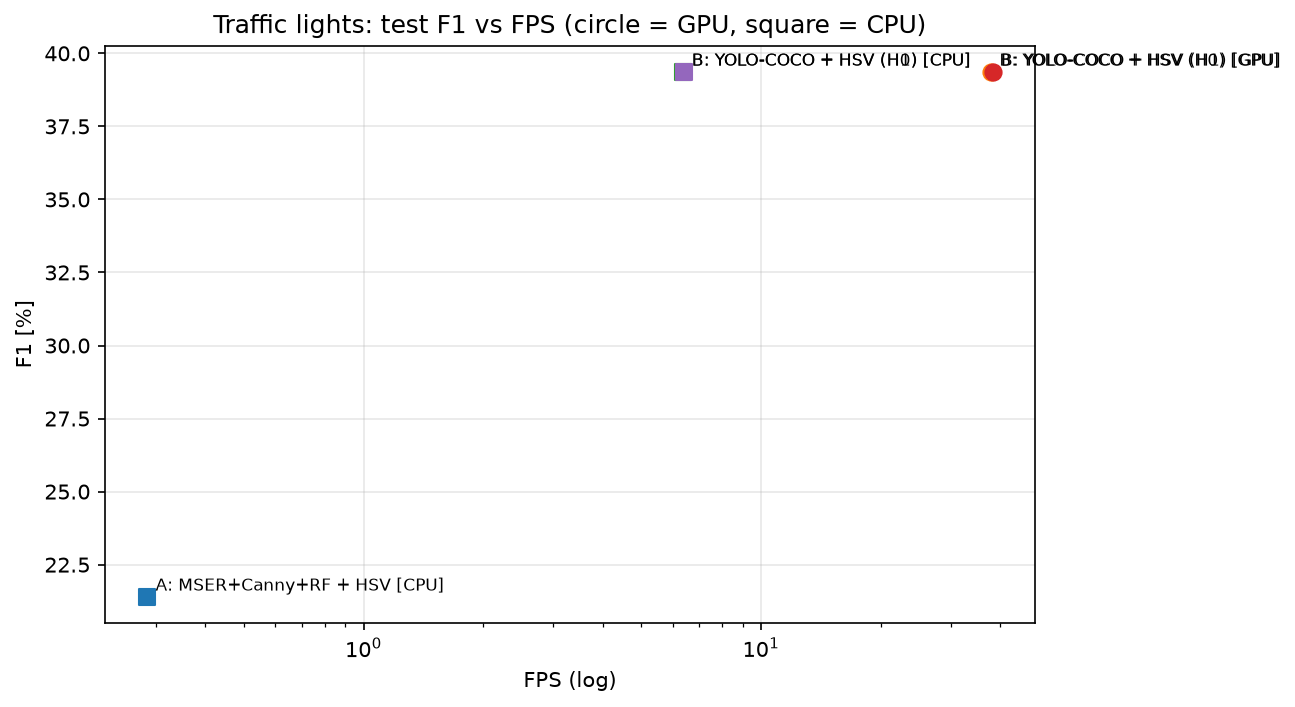 Traffic lights: test F1 vs FPS (circle = GPU, square = CPU)
40.0
37.5
35.0
32.5
30.0
27.5
25.0
22.5
F1 [%]
B: YOLO-COCO + HSV [CPU]
B: YOLO-COCO + HSV [GPU]
A: MSER+Canny+RF + HSV [CPU]
10⁰
10¹
FPS (log)